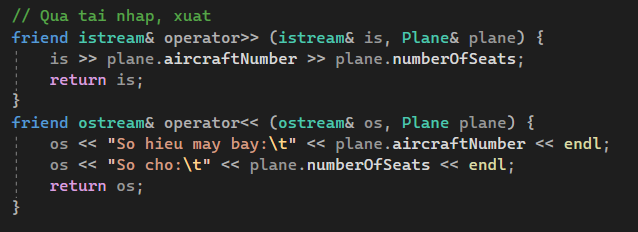 // Qua tai nhap, xuat
friend istream& operator>> (istream& is, Plane& plane) {
    is >> plane.aircraftNumber >> plane.numberOfSeats;
    return is;
}
friend ostream& operator<< (ostream& os, Plane plane) {
    os << "So hieu may bay:\t" << plane.aircraftNumber << endl;
    os << "So cho:\t" << plane.numberOfSeats << endl;
    return os;
}